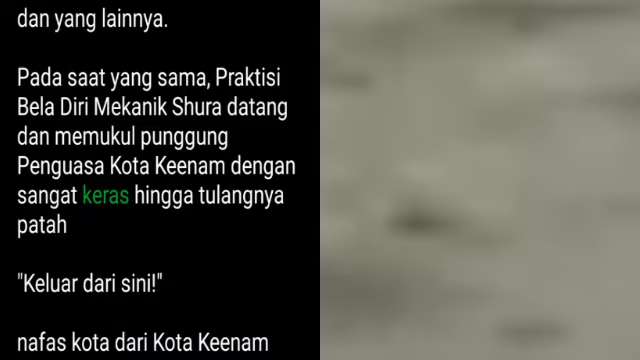 dan yang lainnya.
Pada saat yang sama, Praktisi
Bela Diri Mekanik Shura datang
dan memukul punggung
Penguasa Kota Keenam dengan
sangat keras hingga tulangnya
patah
"Keluar dari sini!"
nafas kota dari Kota Keenam